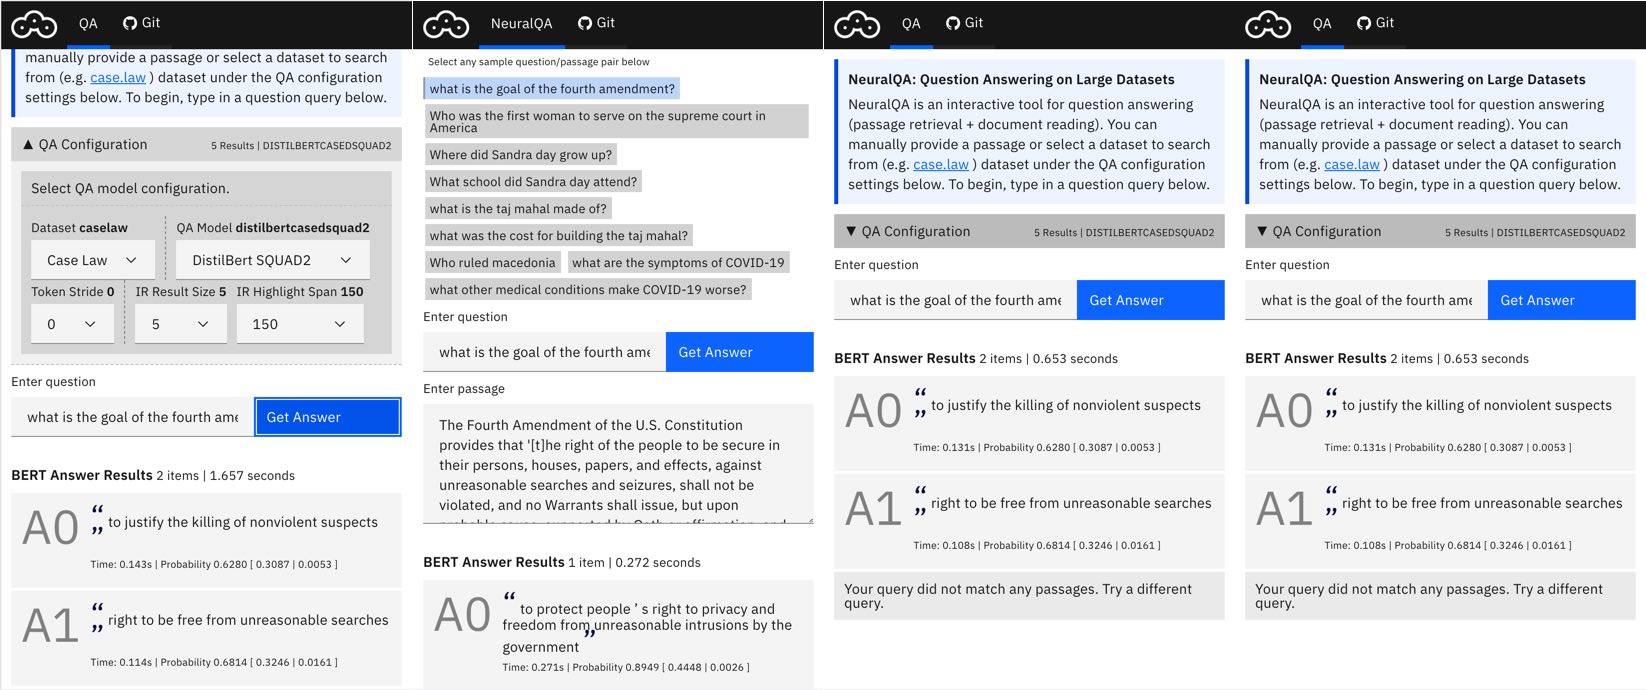 QA
Git
manually provide a passage or select a dataset to search
from (e.g. case.law ) dataset under the QA configuration
settings below. To begin, type in a question query below.
▲ QA Configuration
5 Results | DISTILBERTCASEDSQUAD2
Select QA model configuration.
Dataset caselaw
QA Model distilbertcasedsquad2
Case Law
DistilBert SQUAD2
Token Stride 0
IR Result Size 5
IR Highlight Span 150
0
5
150
Enter question
what is the goal of the fourth ame
Get Answer
BERT Answer Results 2 items | 1.657 seconds
A0
“ to justify the killing of nonviolent suspects ”
Time: 0.143s | Probability 0.6280 [ 0.3087 | 0.0053 ]
A1
“ right to be free from unreasonable searches ”
Time: 0.114s | Probability 0.6814 [ 0.3246 | 0.0161 ]
NeuralQA
Git
Select any sample question/passage pair below
what is the goal of the fourth amendment?
Who was the first woman to serve on the supreme court in
America
Where did Sandra day grow up?
What school did Sandra day attend?
what is the taj mahal made of?
what was the cost for building the taj mahal?
Who ruled macedonia
what are the symptoms of COVID-19
what other medical conditions make COVID-19 worse?
Enter question
what is the goal of the fourth ame
Get Answer
Enter passage
The Fourth Amendment of the U.S. Constitution
provides that '[t]he right of the people to be secure in
their persons, houses, papers, and effects, against
unreasonable searches and seizures, shall not be
violated, and no Warrants shall issue, but upon
probable cause, supported by Oath or affirmation, and
BERT Answer Results 1 item | 0.272 seconds
A0
“ to protect people ’ s right to privacy and
freedom from unreasonable intrusions by the
government ”
Time: 0.271s | Probability 0.8949 [ 0.4448 | 0.0026 ]
QA
Git
NeuralQA: Question Answering on Large Datasets
NeuralQA is an interactive tool for question answering
(passage retrieval + document reading). You can
manually provide a passage or select a dataset to search
from (e.g. case.law ) dataset under the QA configuration
settings below. To begin, type in a question query below.
▼ QA Configuration
5 Results | DISTILBERTCASEDSQUAD2
Enter question
what is the goal of the fourth ame
Get Answer
BERT Answer Results 2 items | 0.653 seconds
A0
“ to justify the killing of nonviolent suspects ”
Time: 0.131s | Probability 0.6280 [ 0.3087 | 0.0053 ]
A1
“ right to be free from unreasonable searches ”
Time: 0.108s | Probability 0.6814 [ 0.3246 | 0.0161 ]
Your query did not match any passages. Try a different
query.
QA
Git
NeuralQA: Question Answering on Large Datasets
NeuralQA is an interactive tool for question answering
(passage retrieval + document reading). You can
manually provide a passage or select a dataset to search
from (e.g. case.law ) dataset under the QA configuration
settings below. To begin, type in a question query below.
▼ QA Configuration
5 Results | DISTILBERTCASEDSQUAD2
Enter question
what is the goal of the fourth ame
Get Answer
BERT Answer Results 2 items | 0.653 seconds
A0
“ to justify the killing of nonviolent suspects ”
Time: 0.131s | Probability 0.6280 [ 0.3087 | 0.0053 ]
A1
“ right to be free from unreasonable searches ”
Time: 0.108s | Probability 0.6814 [ 0.3246 | 0.0161 ]
Your query did not match any passages. Try a different
query.